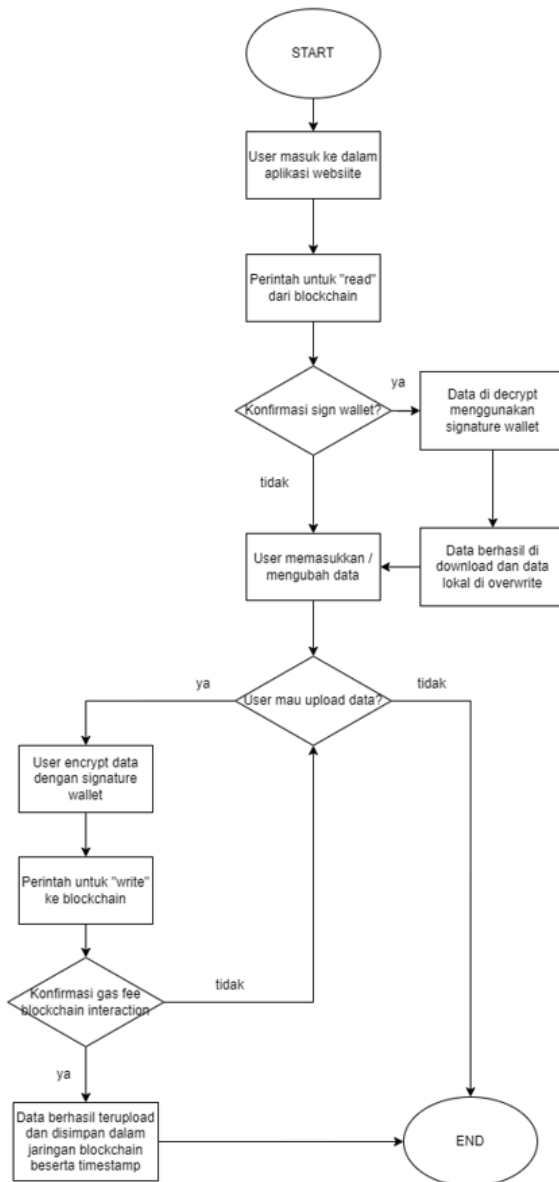 START
User masuk ke dalam
aplikasi websiite
Perintah untuk "read"
dari blockchain
Konfirmasi sign wallet?
ya
Data di decrypt
menggunakan
signature wallet
tidak
User memasukkan /
mengubah data
Data berhasil di
download dan data
lokal di overwrite
User mau upload data?
ya
tidak
User encrypt data
dengan signature
wallet
Perintah untuk "write"
ke blockchain
Konfirmasi gas fee
blockchain interaction
tidak
ya
Data berhasil terupload
dan disimpan dalam
jaringan blockchain
beserta timestamp
END